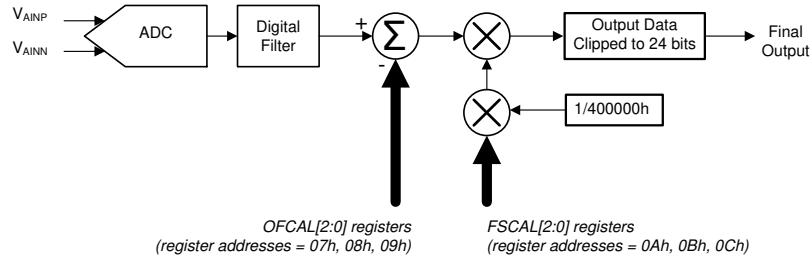 VAINP
VAINN
ADC
Digital
Filter
+
-
Σ
Output Data
Clipped to 24 bits
Final
Output
1/400000h
OFCAL[2:0] registers
(register addresses = 07h, 08h, 09h)
FSCAL[2:0] registers
(register addresses = 0Ah, 0Bh, 0Ch)